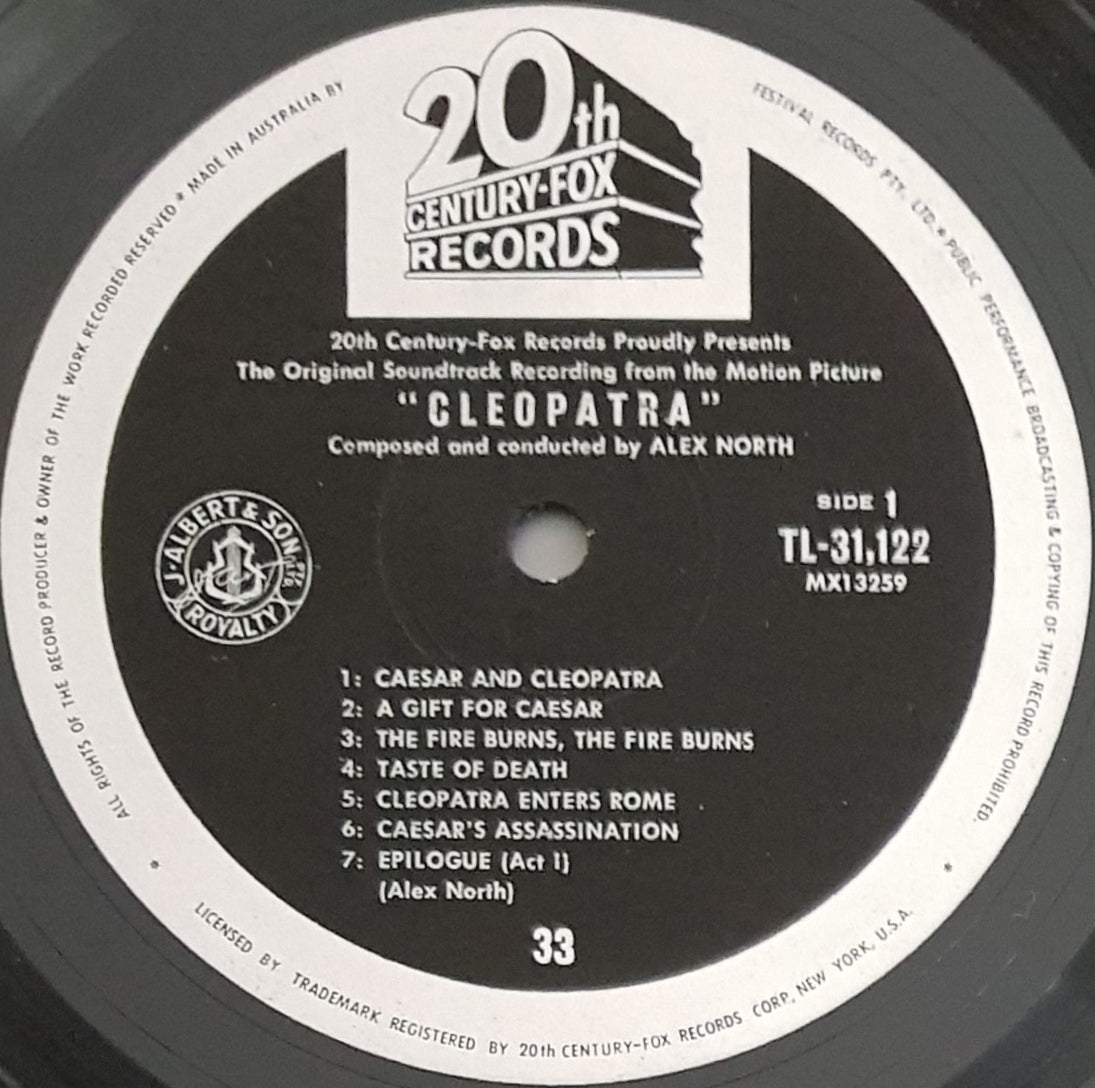 20th
CENTURY-FOX
RECORDS
20th Century-Fox Records Proudly Presents
The Original Soundtrack Recording from the Motion Picture
"CLEOPATRA"
Composed and conducted by ALEX NORTH
J. ALBERT & SON PTY. LTD.
ROYALTY
SIDE 1
TL-31,122
MX13259
1: CAESAR AND CLEOPATRA
2: A GIFT FOR CAESAR
3: THE FIRE BURNS, THE FIRE BURNS
4: TASTE OF DEATH
5: CLEOPATRA ENTERS ROME
6: CAESAR'S ASSASSINATION
7: EPILOGUE (Act I)
(Alex North)
33
ALL RIGHTS OF THE RECORD PRODUCER & OWNER OF THE WORK RECORDED RESERVED * MADE IN AUSTRALIA BY
FESTIVAL RECORDS PTY. LTD. * PUBLIC PERFORMANCE BROADCASTING & COPYING OF THIS RECORD PROHIBITED.
* LICENSED BY TRADEMARK REGISTERED BY 20th CENTURY-FOX RECORDS CORP, NEW YORK, U.S.A. *